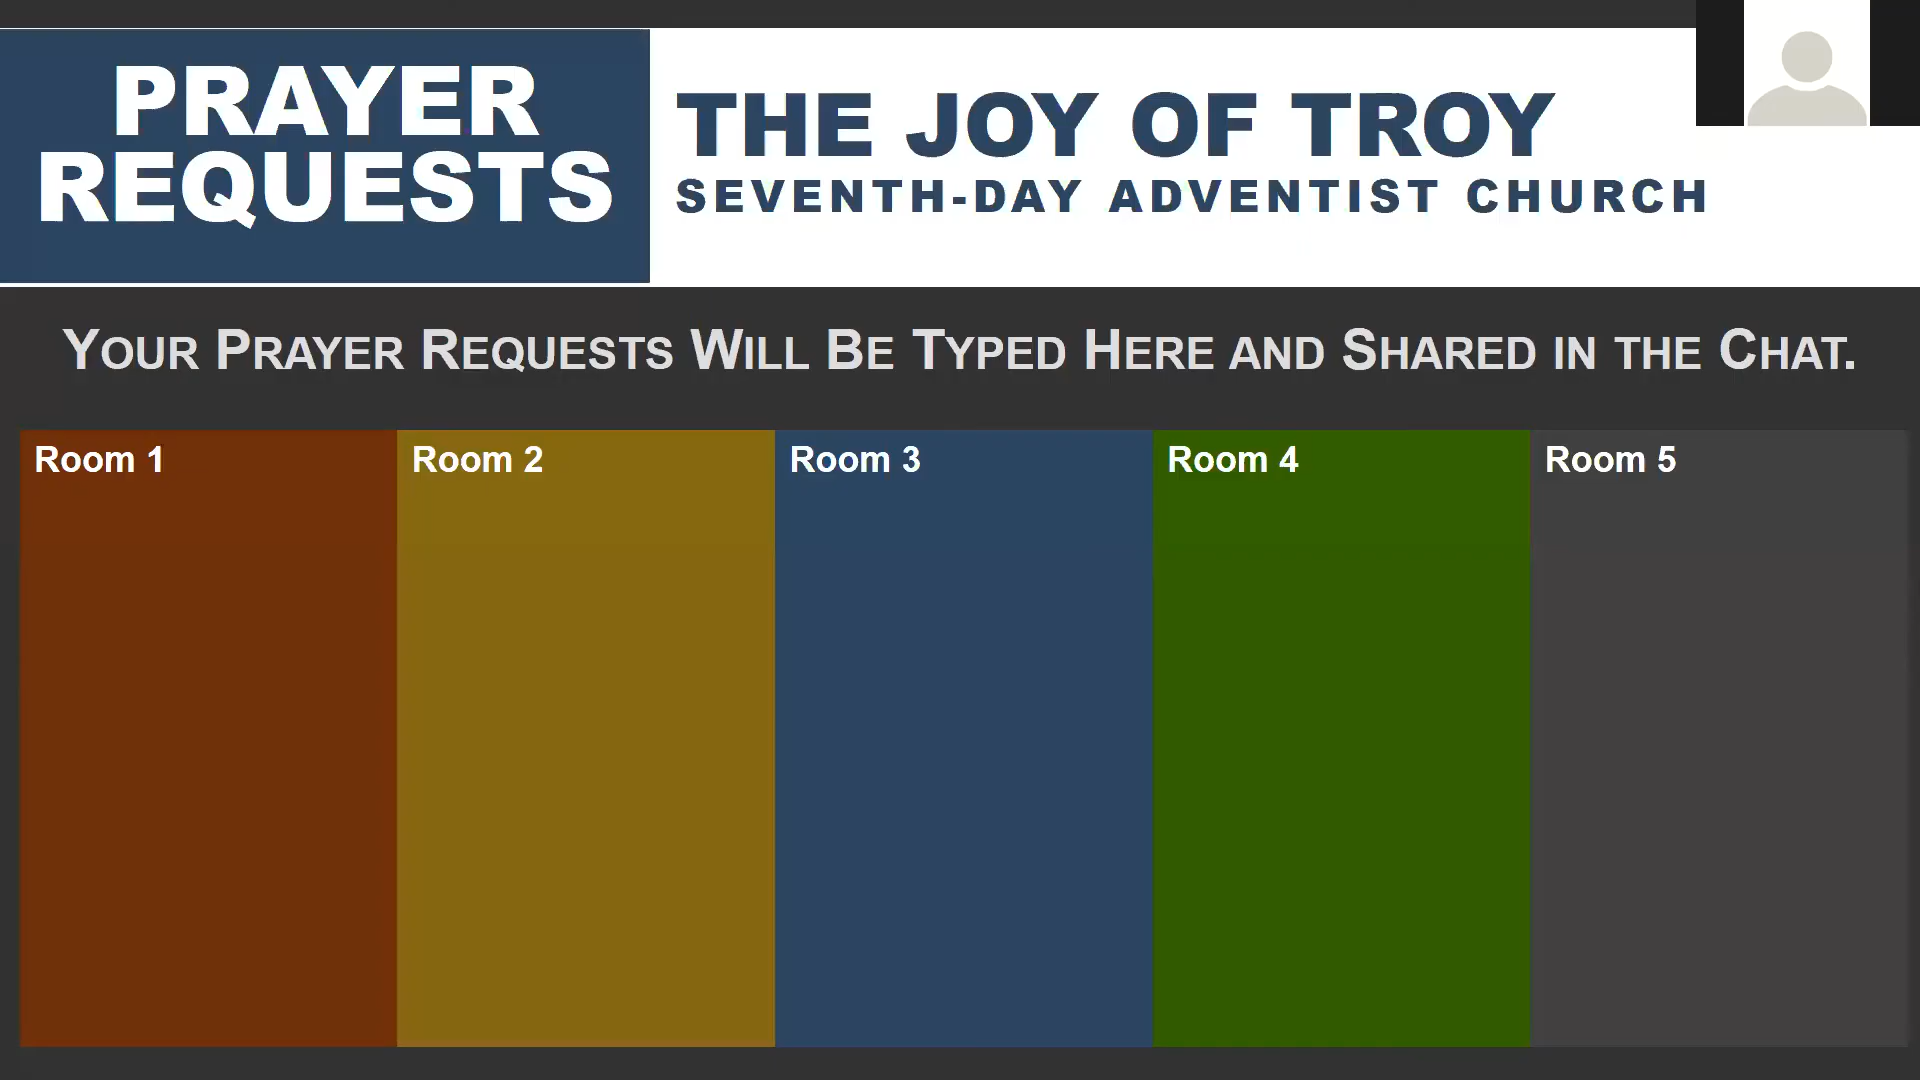 PRAYER
REQUESTS
THE JOY OF TROY
SEVENTH-DAY ADVENTIST CHURCH
YOUR PRAYER REQUESTS WILL BE TYPED HERE AND SHARED IN THE CHAT.
Room 1
Room 2
Room 3
Room 4
Room 5